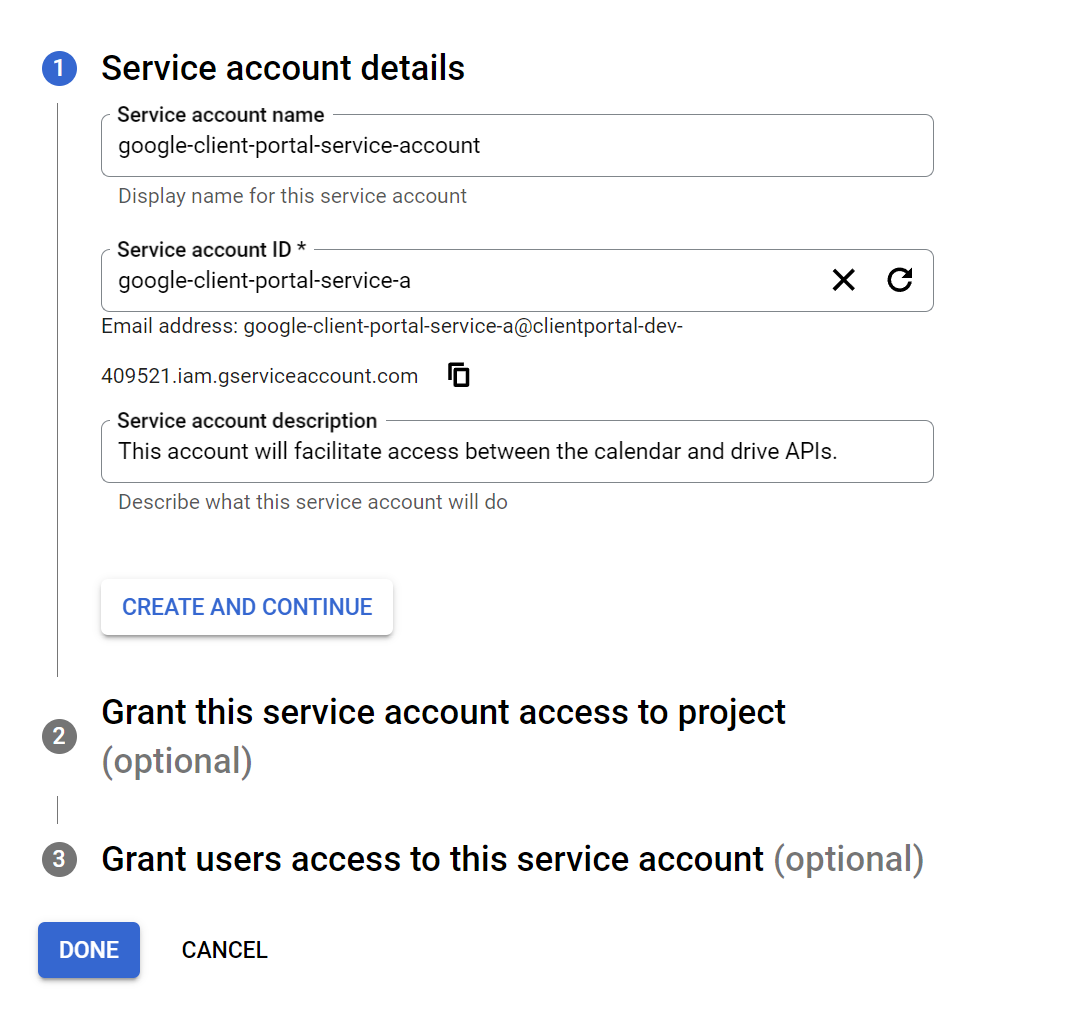 1 Service account details
Service account name
google-client-portal-service-account
Display name for this service account
Service account ID *
google-client-portal-service-a
Email address: google-client-portal-service-a@clientportal-dev-
409521.iam.gserviceaccount.com
Service account description
This account will facilitate access between the calendar and drive APIs.
Describe what this service account will do
CREATE AND CONTINUE
Grant this service account access to project
2
(optional)
3 Grant users access to this service account (optional)
DONE CANCEL